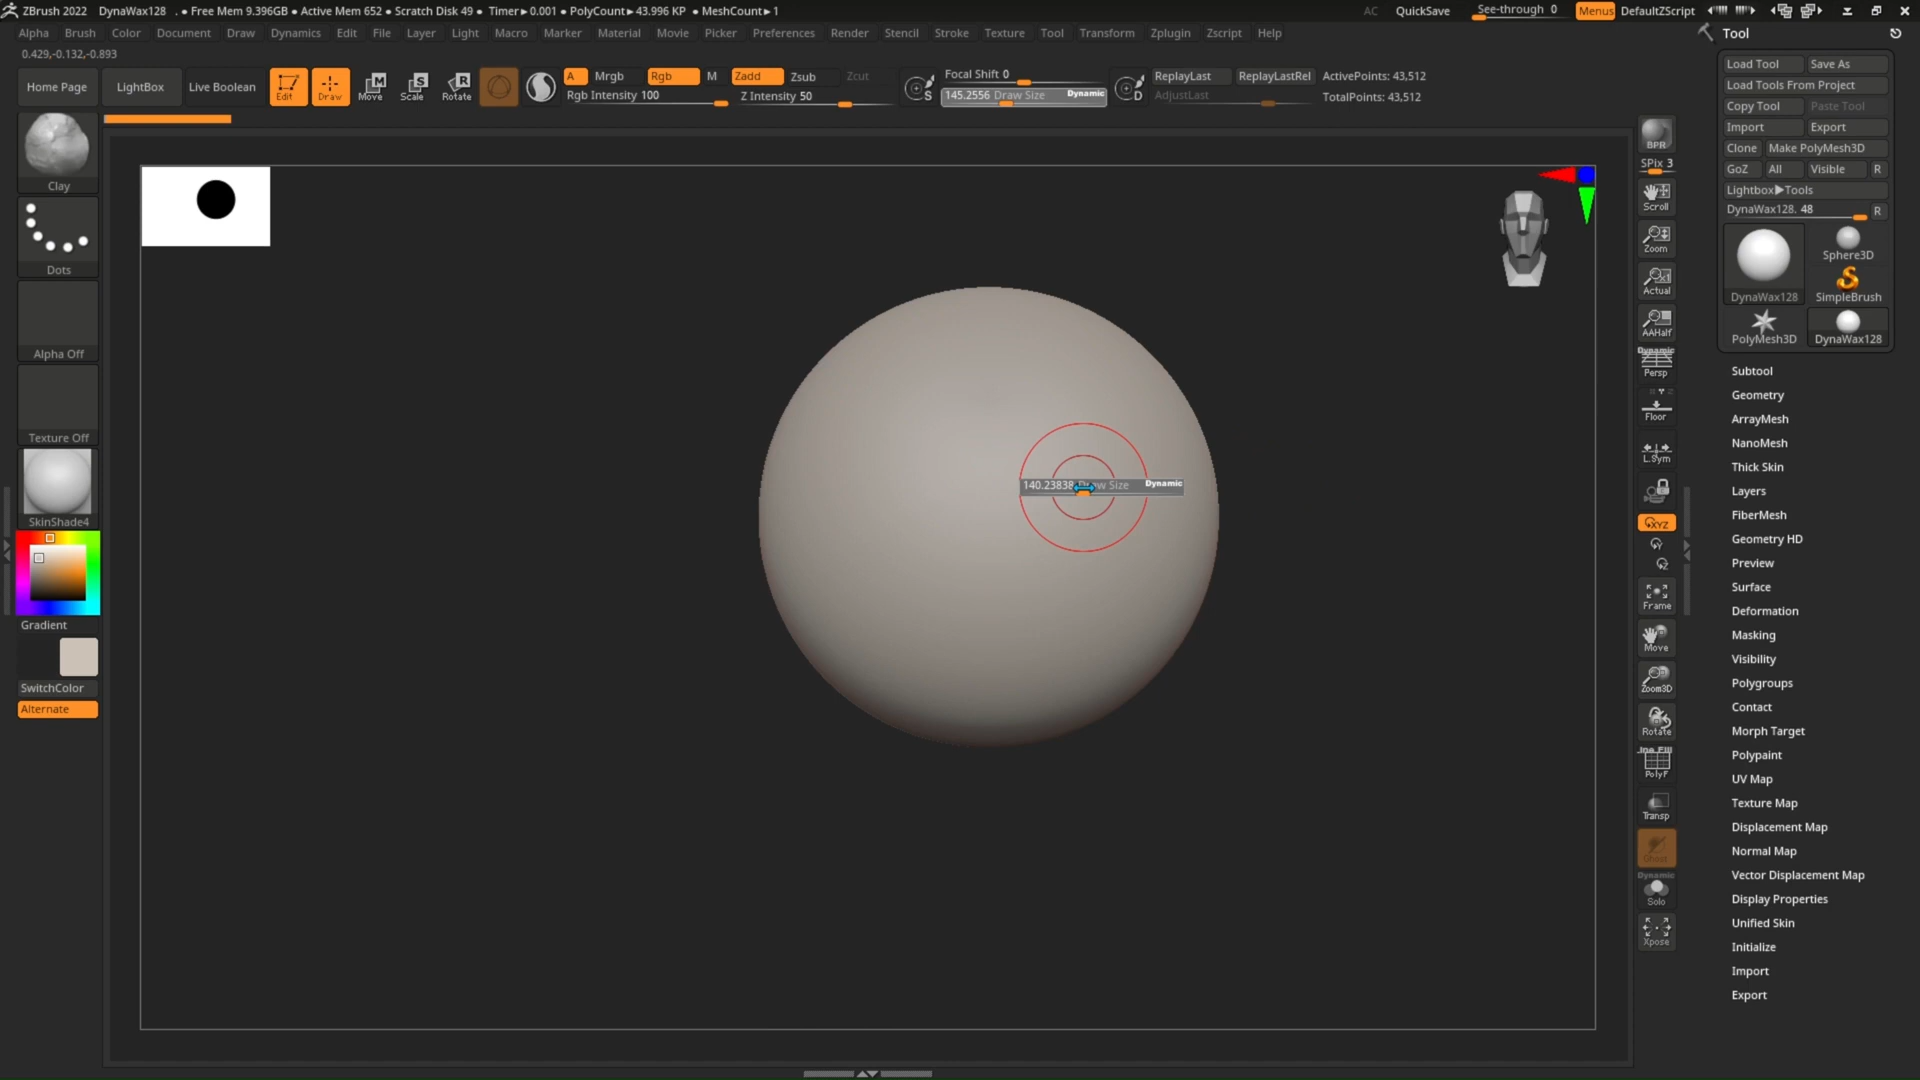 ZBrush 2022 DynaWax128 . ● Free Mem 9.396GB ● Active Mem 652 ● Scratch Disk 49 ● Timer▶0.001 ● PolyCount▶43.996 KP ● MeshCount▶1 AC QuickSave See-through 0 Menus DefaultZScript
Alpha Brush Color Document Draw Dynamics Edit File Layer Light Macro Marker Material Movie Picker Preferences Render Stencil Stroke Texture Tool Transform Zplugin Zscript Help Tool
0.429,-0.132,-0.893
Load Tool Save As
Home Page LightBox Live Boolean Edit Draw Move Scale Rotate A Mrgb Rgb M Zadd Zsub Zcut Focal Shift 0 ReplayLast ReplayLastRel ActivePoints: 43,512
Rgb Intensity 100 Z Intensity 50 S 145.2556 Draw Size Dynamic D AdjustLast TotalPoints: 43,512
Load Tools From Project
Copy Tool Paste Tool
Import Export
Clone Make PolyMesh3D
GoZ All Visible R
Lightbox▶Tools
DynaWax128. 48 R
Sphere3D
DynaWax128 SimpleBrush
PolyMesh3D DynaWax128
Clay
Dots
Alpha Off
Texture Off
SkinShade4
Gradient
SwitchColor
Alternate
140.23838 Draw Size Dynamic
BPR
SPix 3
Scroll
Zoom
Actual
AAHalf
Dynamic
Persp
Floor
L.Sym
XYZ
Y
Z
Frame
Move
Zoom3D
Rotate
Line Fill
PolyF
Transp
Ghost
Dynamic
Solo
Xpose
Subtool
Geometry
ArrayMesh
NanoMesh
Thick Skin
Layers
FiberMesh
Geometry HD
Preview
Surface
Deformation
Masking
Visibility
Polygroups
Contact
Morph Target
Polypaint
UV Map
Texture Map
Displacement Map
Normal Map
Vector Displacement Map
Display Properties
Unified Skin
Initialize
Import
Export